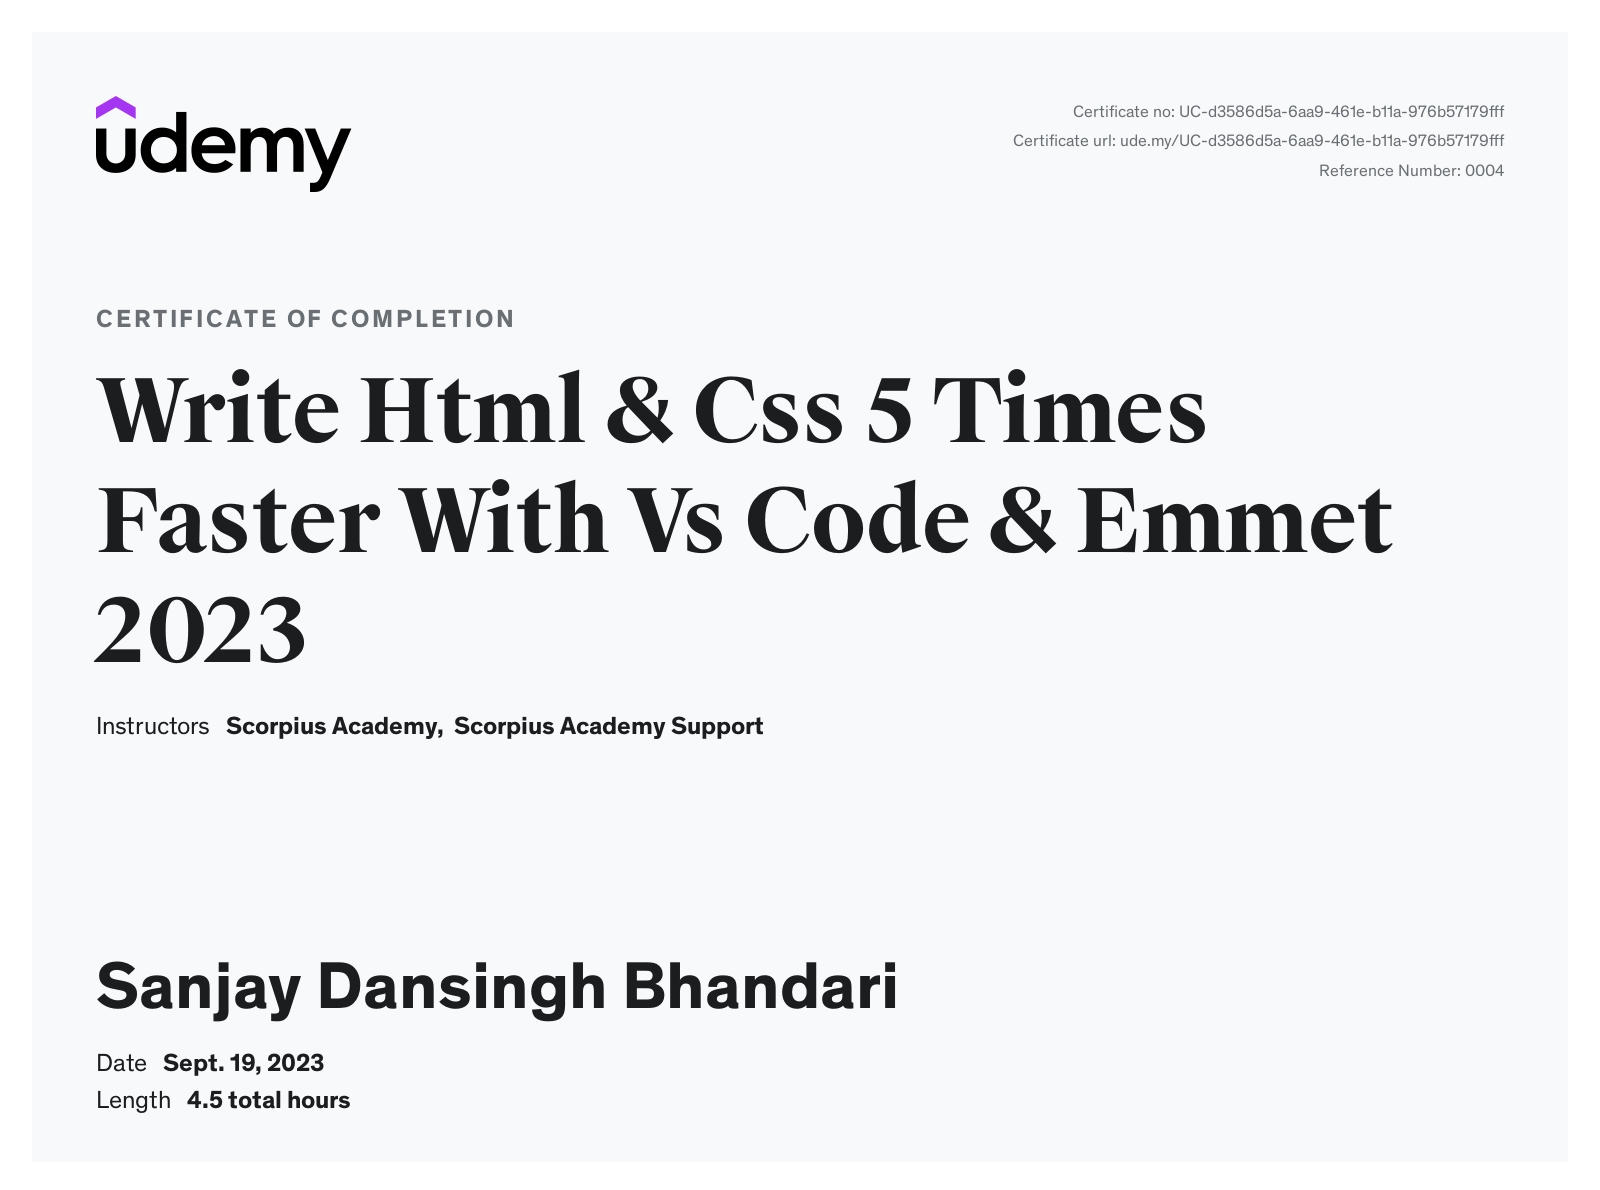 udemy
Certificate no: UC-d3586d5a-6aa9-461e-b11a-976b57179fff
Certificate url: ude.my/UC-d3586d5a-6aa9-461e-b11a-976b57179fff
Reference Number: 0004
CERTIFICATE OF COMPLETION
Write Html & Css 5 Times
Faster With Vs Code & Emmet
2023
Instructors Scorpius Academy, Scorpius Academy Support
Sanjay Dansingh Bhandari
Date Sept. 19, 2023
Length 4.5 total hours